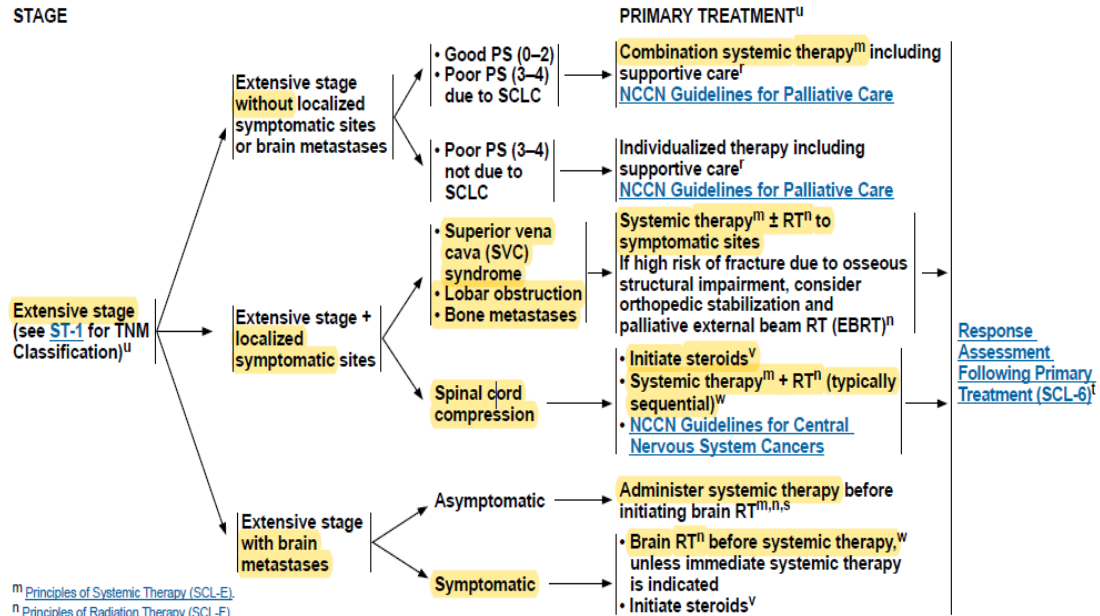 STAGE
PRIMARY TREATMENTᵘ
Extensive stage
(see ST-1 for TNM
Classification)ᵘ
Extensive stage
without localized
symptomatic sites
or brain metastases
• Good PS (0–2)
• Poor PS (3–4)
due to SCLC
Combination systemic therapyᵐ including
supportive careʳ
NCCN Guidelines for Palliative Care
• Poor PS (3–4)
not due to
SCLC
Individualized therapy including
supportive careʳ
NCCN Guidelines for Palliative Care
Extensive stage +
localized
symptomatic sites
• Superior vena
cava (SVC)
syndrome
• Lobar obstruction
• Bone metastases
Systemic therapyᵐ ± RTⁿ to
symptomatic sites
If high risk of fracture due to osseous
structural impairment, consider
orthopedic stabilization and
palliative external beam RT (EBRT)ⁿ
Spinal cord
compression
• Initiate steroidsᵛ
• Systemic therapyᵐ + RTⁿ (typically
sequential)ʷ
• NCCN Guidelines for Central
Nervous System Cancers
Extensive stage
with brain
metastases
Asymptomatic
Administer systemic therapy before
initiating brain RTᵐ,ⁿ,ˢ
Symptomatic
• Brain RTⁿ before systemic therapy,ʷ
unless immediate systemic therapy
is indicated
• Initiate steroidsᵛ
Response
Assessment
Following Primary
Treatment (SCL-6)ᵗ
ᵐ Principles of Systemic Therapy (SCL-E).
ⁿ Principles of Radiation Therapy (SCL-F)